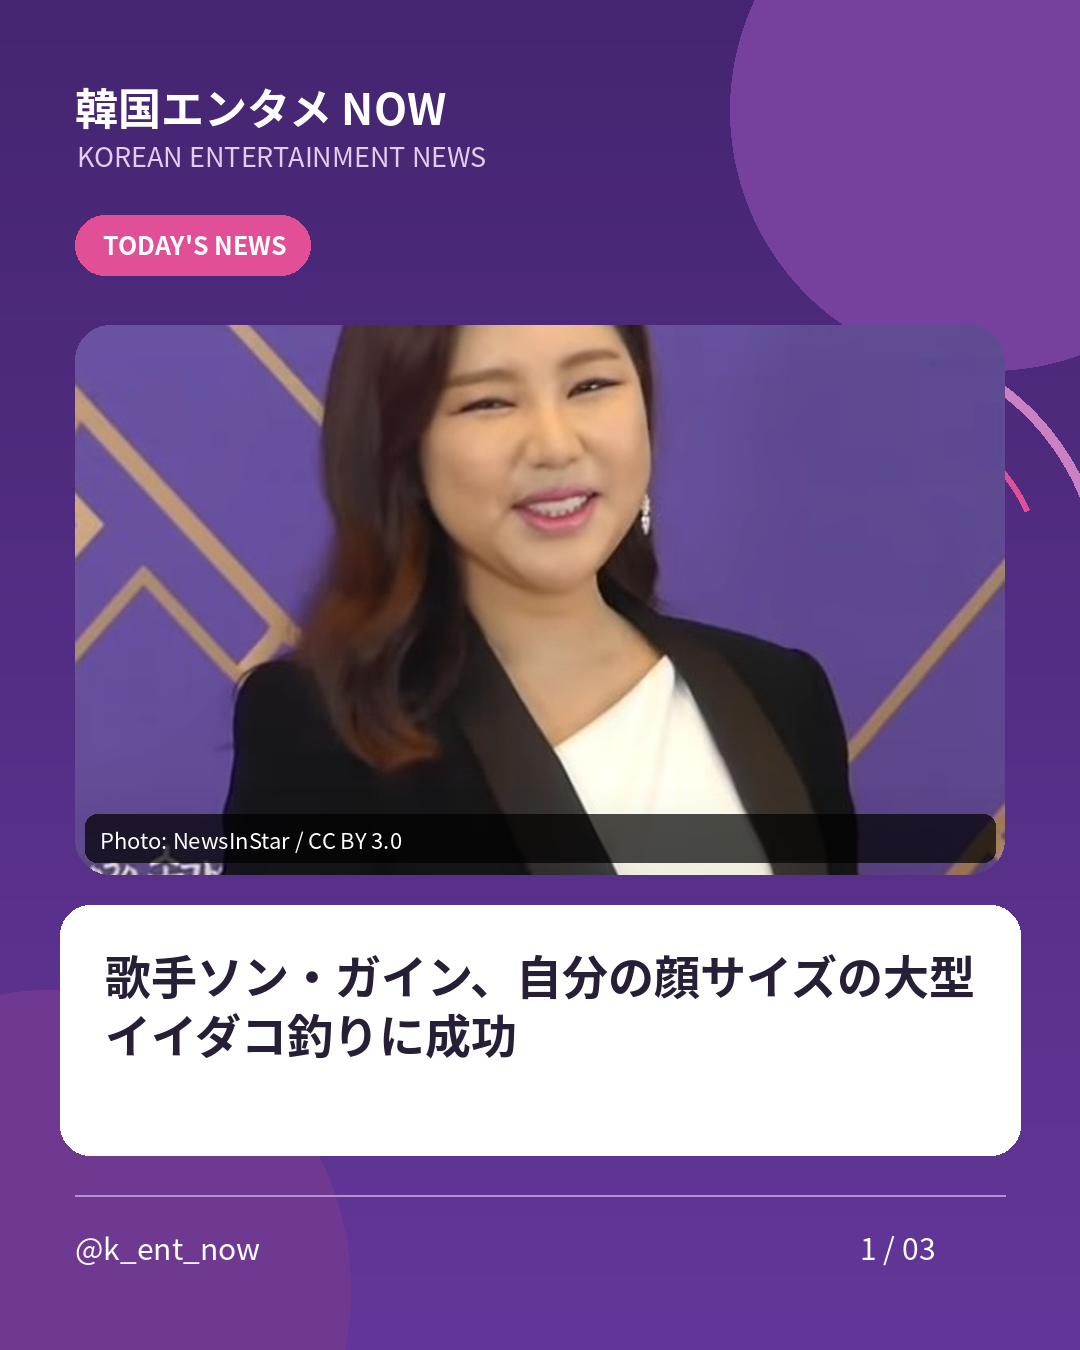 韓国エンタメ NOW
KOREAN ENTERTAINMENT NEWS
TODAY'S NEWS
Photo: NewsInStar / CC BY 3.0
歌手ソン・ガイン、自分の顔サイズの大型
イイダコ釣りに成功
@k_ent_now
1 / 03